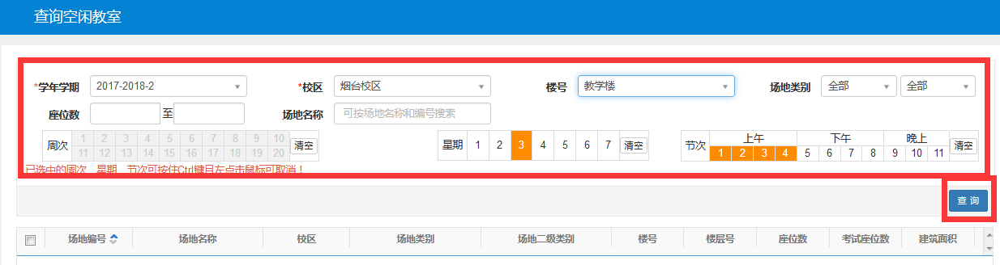 查询空闲教室
*学年学期 2017-2018-2 *校区 烟台校区 楼号 教学楼 场地类别 全部 全部
座位数 至 场地名称 可按场地名称和编号搜索
周次 1 2 3 4 5 6 7 8 9 10 清空
11 12 13 14 15 16 17 18 19 20
星期 1 2 3 4 5 6 7 清空
节次 上午 下午 晚上 清空
1 2 3 4 5 6 7 8 9 10 11
已选中的周次、星期、节次可按住Ctrl键且左点击鼠标可取消！
查 询
场地编号 场地名称 校区 场地类别 场地二级类别 楼号 楼层号 座位数 考试座位数 建筑面积